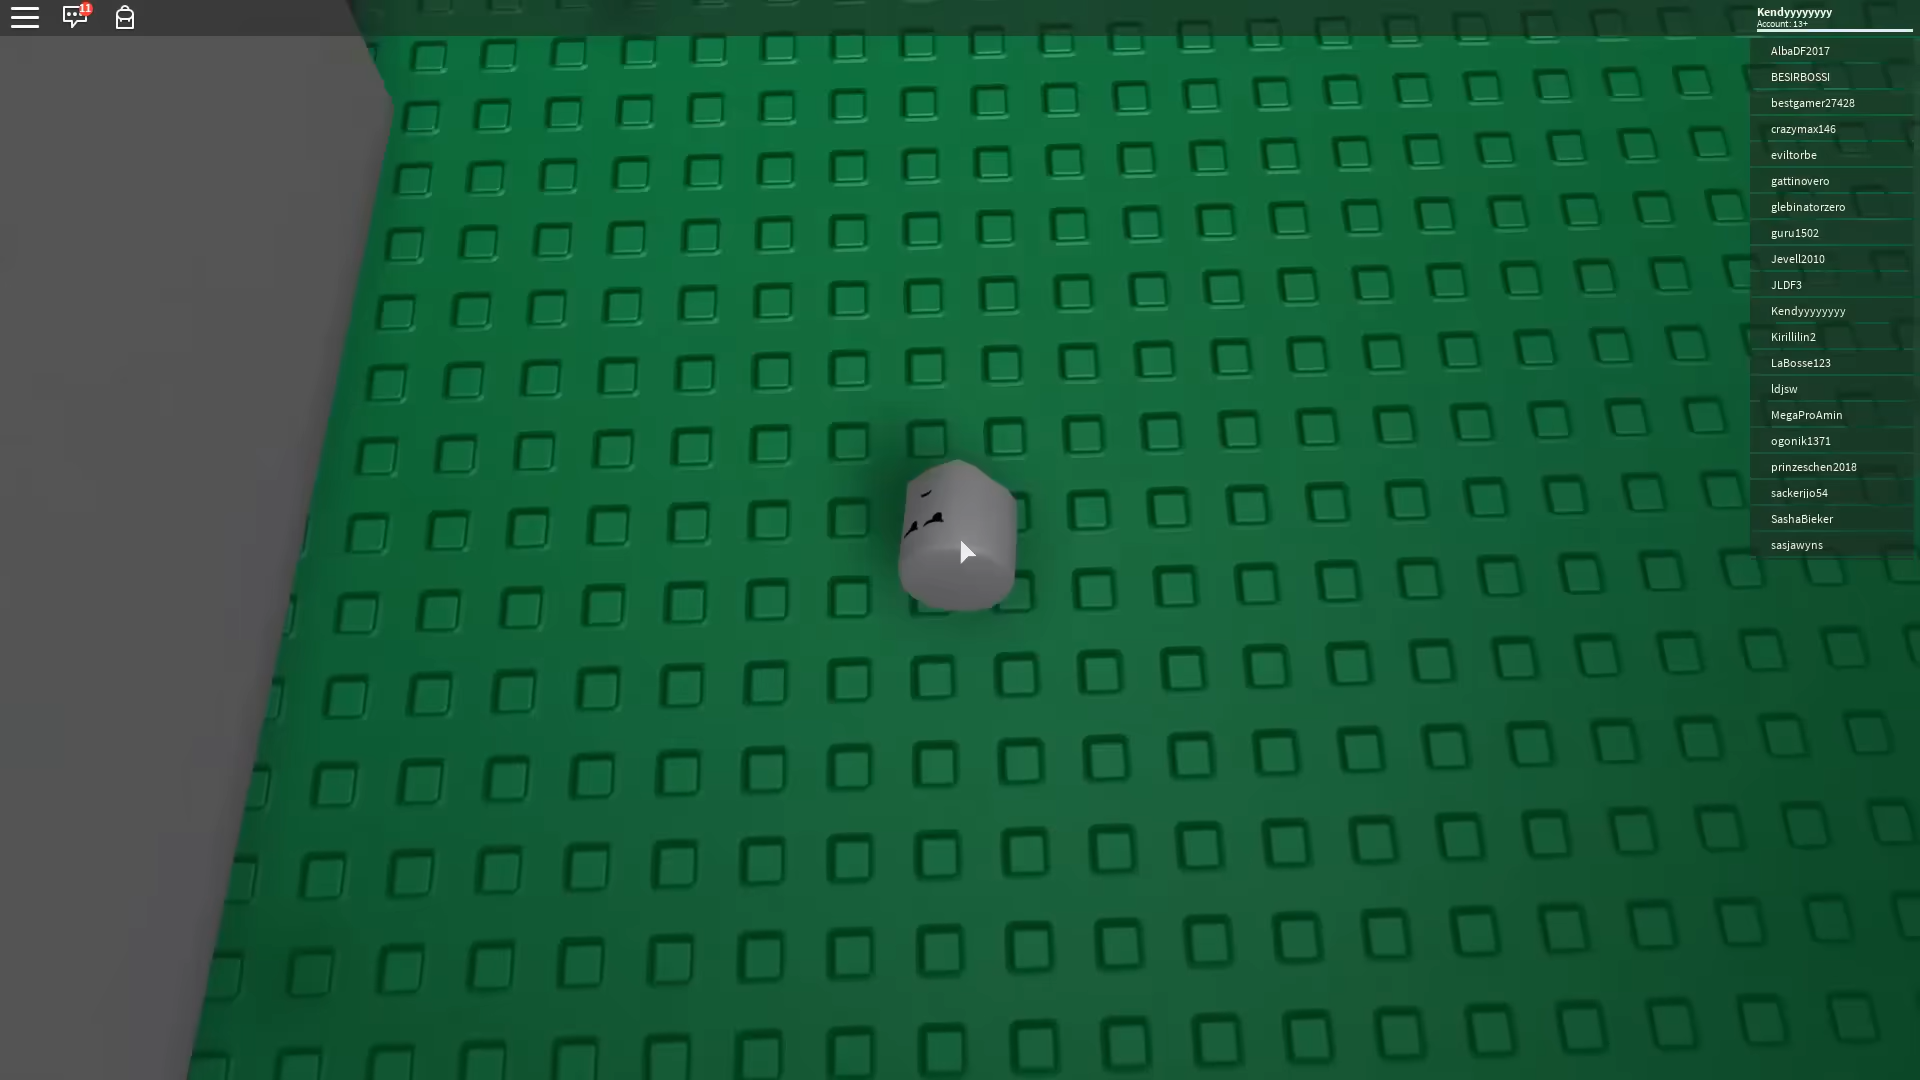 11
Kendyyyyyyyy
Account: 13+
AlbaDF2017
BESIRBOSSI
bestgamer27428
crazymax146
eviltorbe
gattinovero
glebinatorzero
guru1502
Jevell2010
JLDF3
Kendyyyyyyyy
Kirillilin2
LaBosse123
ldjsw
MegaProAmin
ogonik1371
prinzeschen2018
sackerjjo54
SashaBieker
sasjawyns